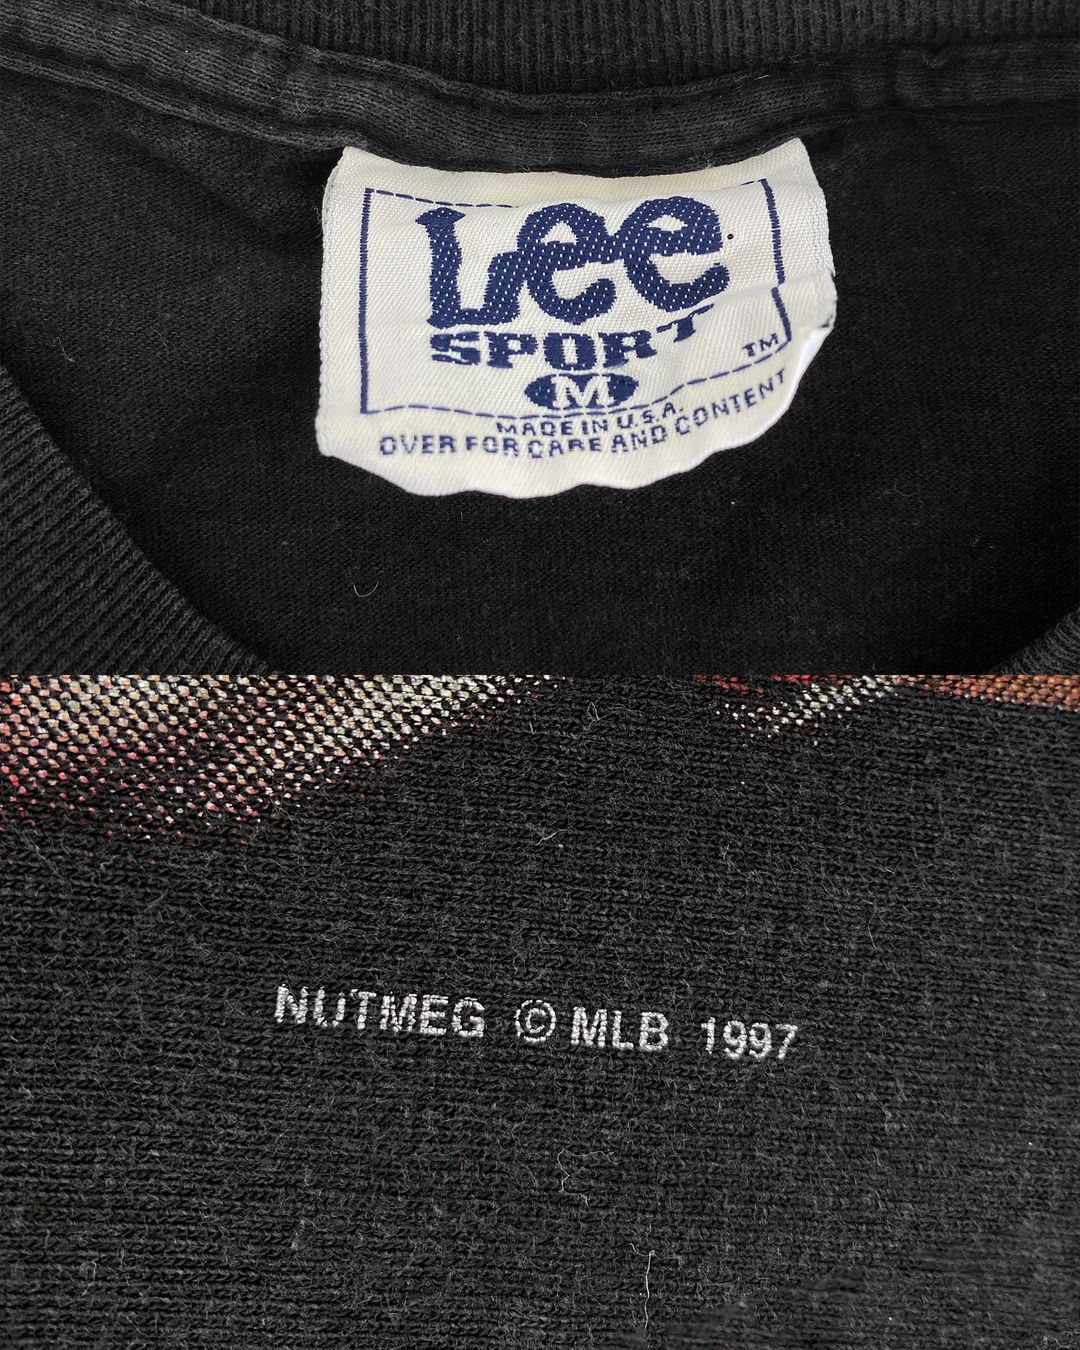 Lee
SPORT
TM
M
MADE IN U.S.A.
OVER FOR CARE AND CONTENT
NUTMEG © MLB 1997